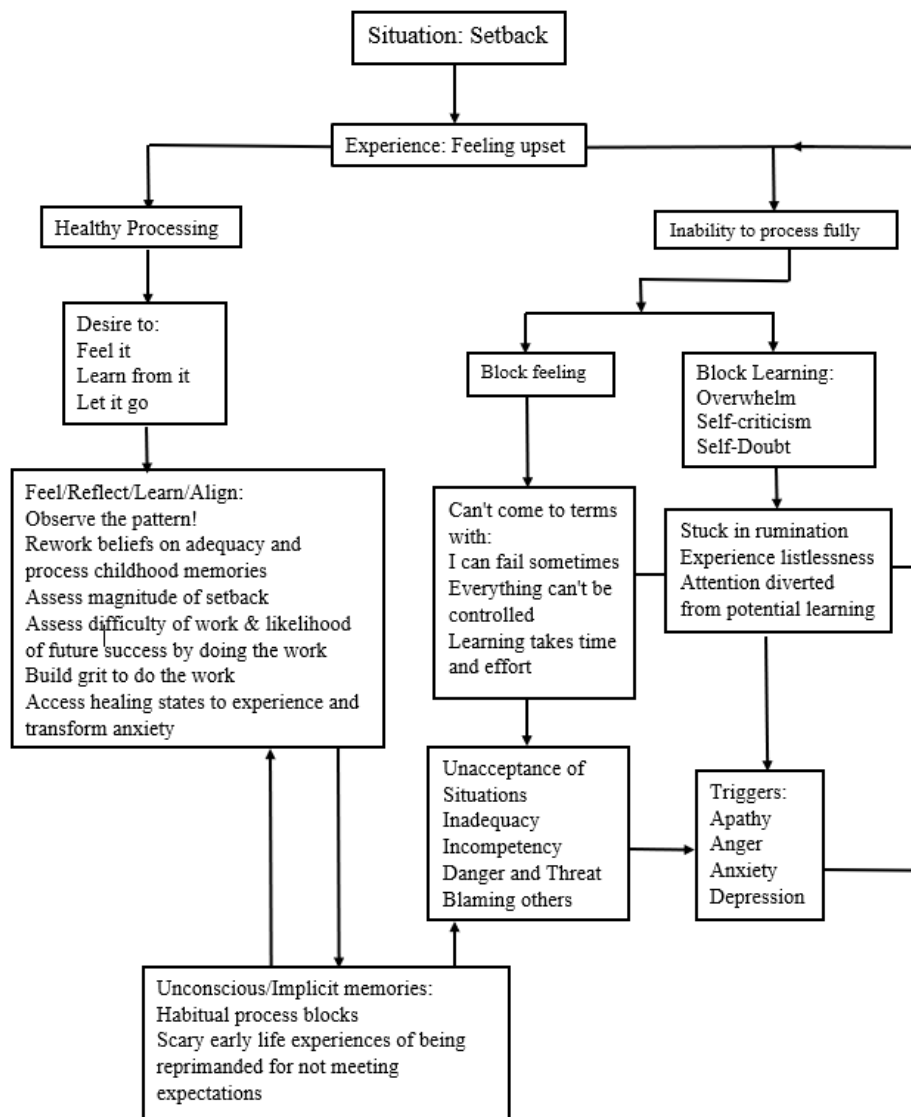 Situation: Setback
Experience: Feeling upset
Healthy Processing
Inability to process fully
Desire to:
Feel it
Learn from it
Let it go
Block feeling
Block Learning:
Overwhelm
Self-criticism
Self-Doubt
Feel/Reflect/Learn/Align:
Observe the pattern!
Rework beliefs on adequacy and
process childhood memories
Assess magnitude of setback
Assess difficulty of work & likelihood
of future success by doing the work
Build grit to do the work
Access healing states to experience and
transform anxiety
Can't come to terms
with:
I can fail sometimes
Everything can't be
controlled
Learning takes time
and effort
Stuck in rumination
Experience listlessness
Attention diverted
from potential learning
Unacceptance of
Situations
Inadequacy
Incompetency
Danger and Threat
Blaming others
Triggers:
Apathy
Anger
Anxiety
Depression
Unconscious/Implicit memories:
Habitual process blocks
Scary early life experiences of being
reprimanded for not meeting
expectations